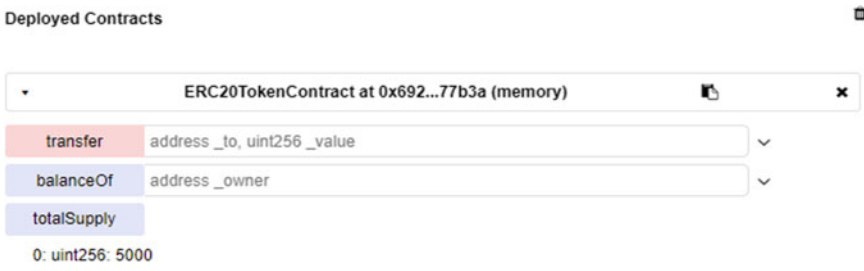 Deployed Contracts
ERC20TokenContract at 0x692...77b3a (memory)
transfer address _to, uint256 _value
balanceOf address _owner
totalSupply
0: uint256: 5000